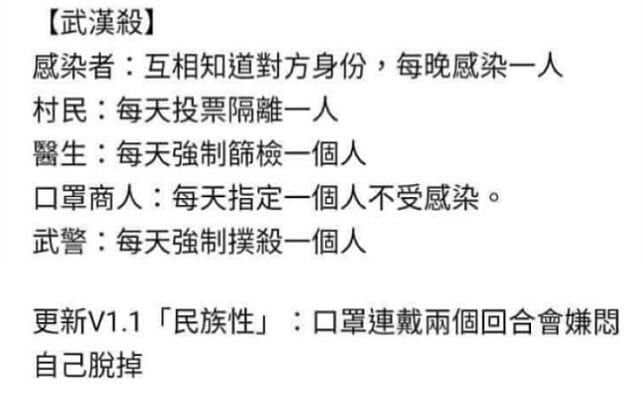 【武漢殺】
感染者：互相知道對方身份，每晚感染一人
村民：每天投票隔離一人
醫生：每天強制篩檢一個人
口罩商人：每天指定一個人不受感染。
武警：每天強制撲殺一個人
更新V1.1「民族性」：口罩連戴兩個回合會嫌悶
自己脫掉